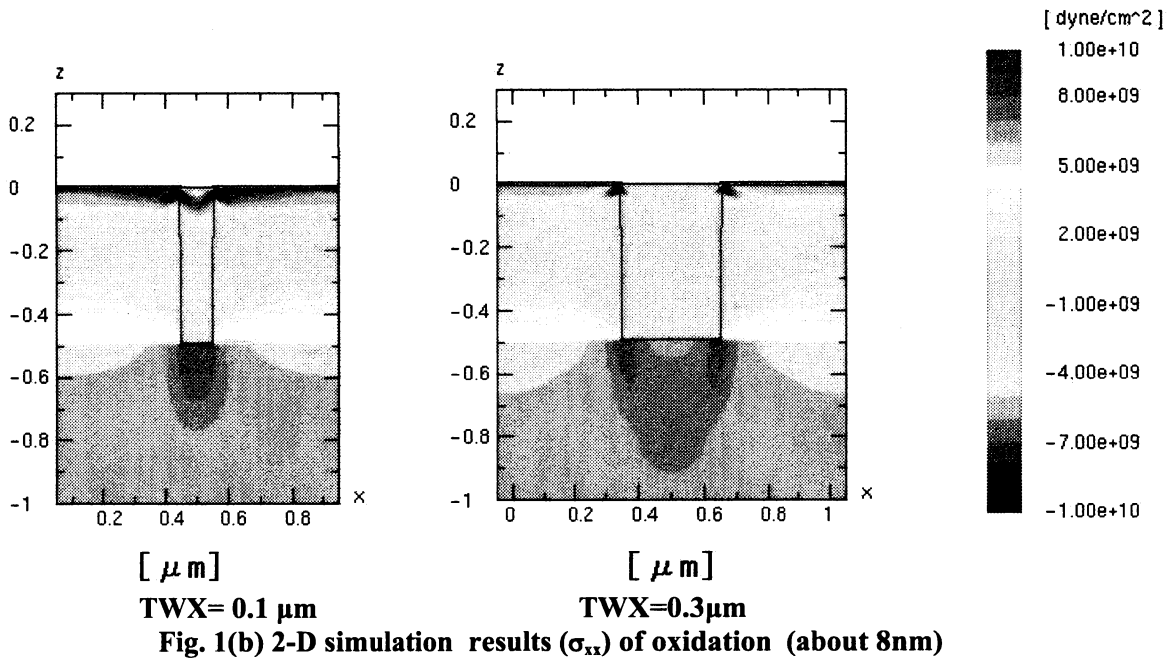 [ dyne/cm^2 ]
1.00e+10
8.00e+09
5.00e+09
2.00e+09
-1.00e+09
-4.00e+09
-7.00e+09
-1.00e+10
z
0.2
0
-0.2
-0.4
-0.6
-0.8
-1
0.2
0.4
0.6
0.8
x
[ μm]
TWX= 0.1 μm
z
0.2
0
-0.2
-0.4
-0.6
-0.8
-1
0
0.2
0.4
0.6
0.8
1
x
[ μm]
TWX=0.3μm
Fig. 1(b) 2-D simulation results (σxx) of oxidation (about 8nm)